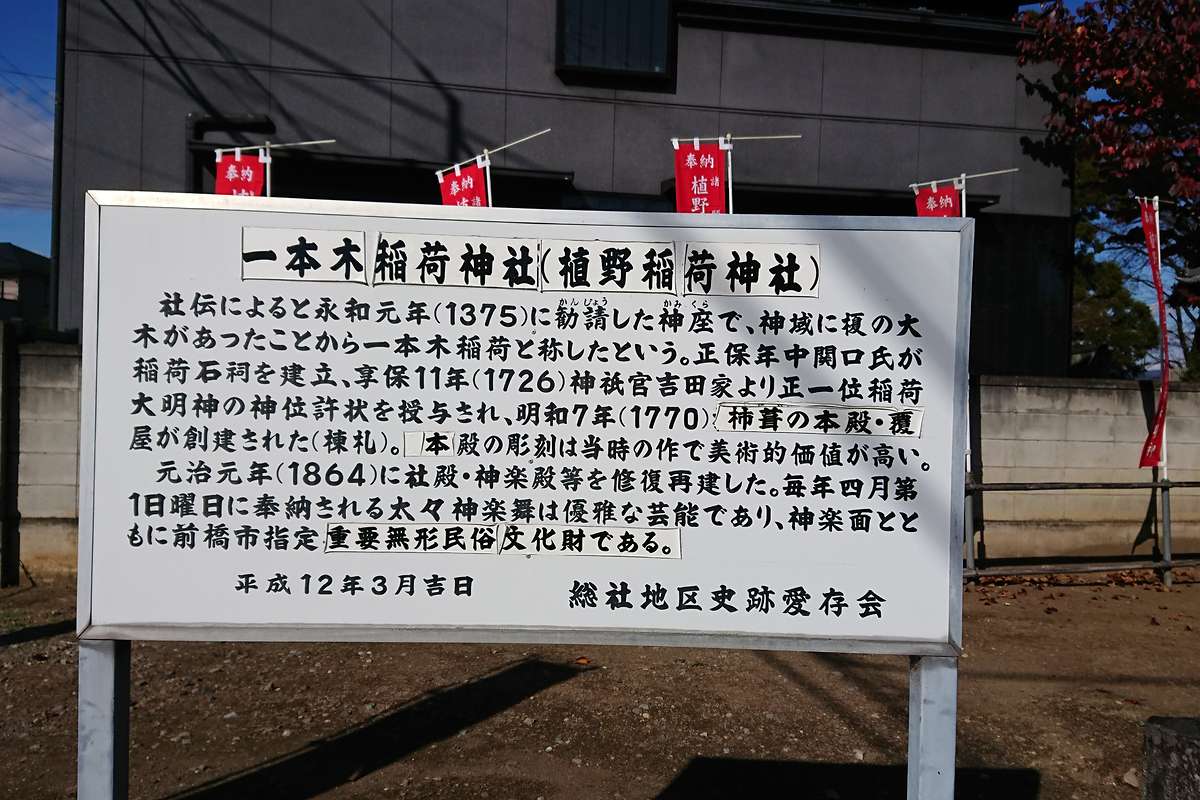 奉納
奉納 諸
植野
奉納
奉納
一本木稲荷神社(植野稲荷神社)
かんじょう かみくら
社伝によると永和元年(1375)に勧請した神座で、神域に榎の大
木があったことから一本木稲荷と称したという。正保年中関口氏が
稲荷石祠を建立、享保11年(1726)神祇官吉田家より正一位稲荷
大明神の神位許状を授与され、明和7年(1770)柿葺の本殿・覆
屋が創建された(棟札)。本殿の彫刻は当時の作で美術的価値が高い。
元治元年(1864)に社殿・神楽殿等を修復再建した。毎年四月第
1日曜日に奉納される太々神楽舞は優雅な芸能であり、神楽面とと
もに前橋市指定重要無形民俗文化財である。
平成12年3月吉日
総社地区史跡愛存会